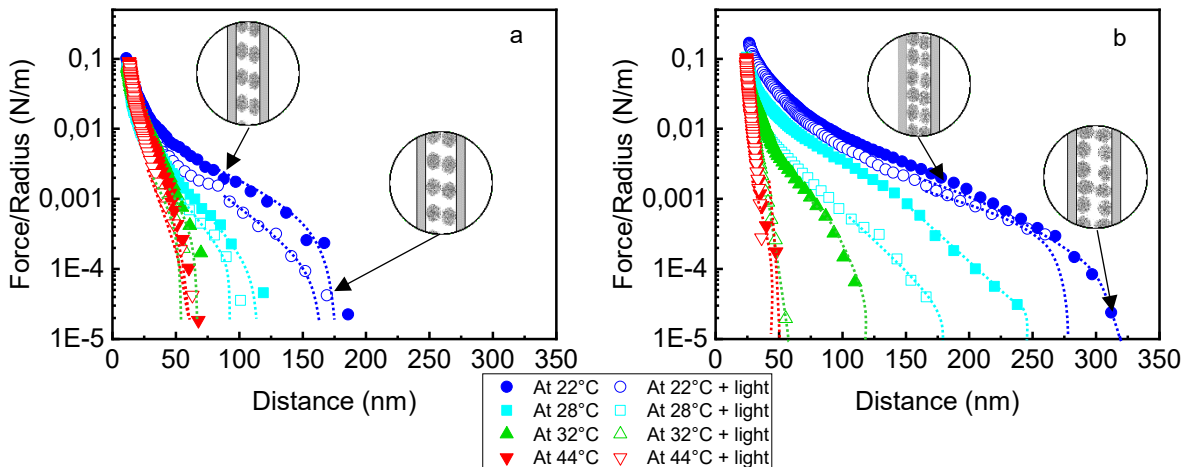 a
0,1
0,01
0,001
1E-4
1E-5
0 50 100 150 200 250 300 350
Force/Radius (N/m)
Distance (nm)
b
0,1
0,01
0,001
1E-4
1E-5
0 50 100 150 200 250 300 350
Force/Radius (N/m)
Distance (nm)
At 22°C At 22°C + light
At 28°C At 28°C + light
At 32°C At 32°C + light
At 44°C At 44°C + light